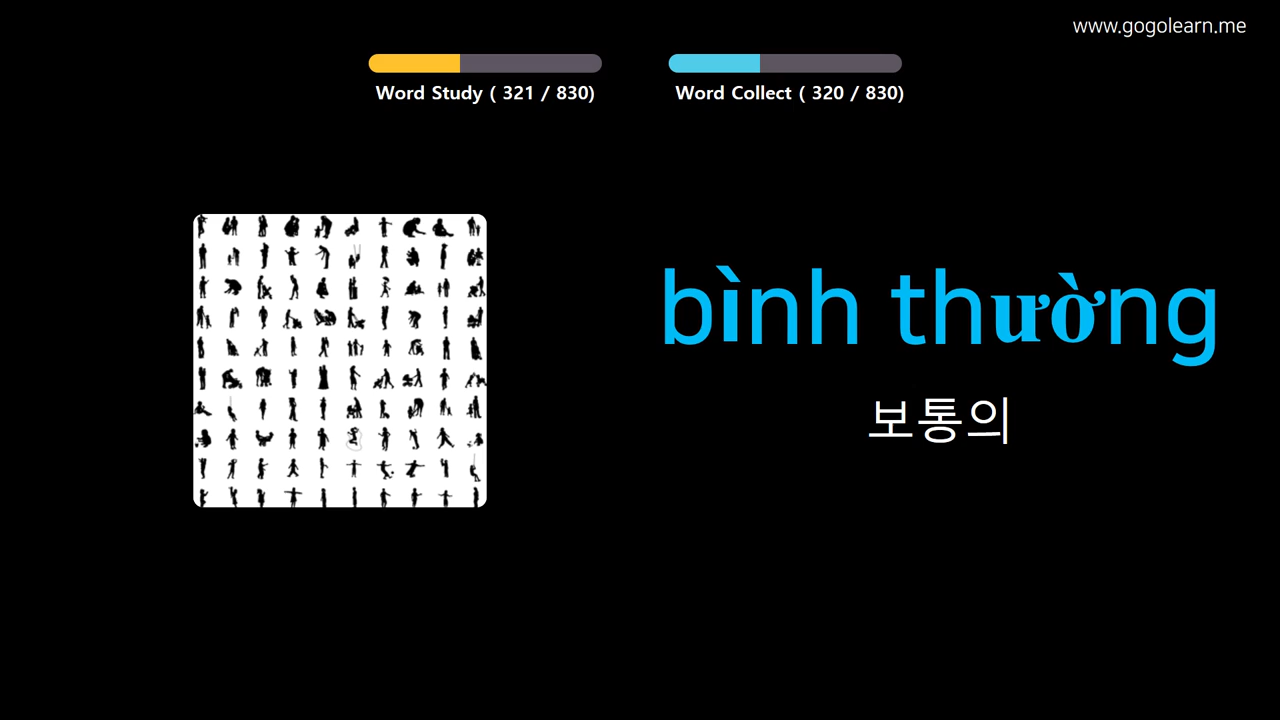 www.gogolearn.me
Word Study ( 321 / 830)
Word Collect ( 320 / 830)
bình thường
보통의